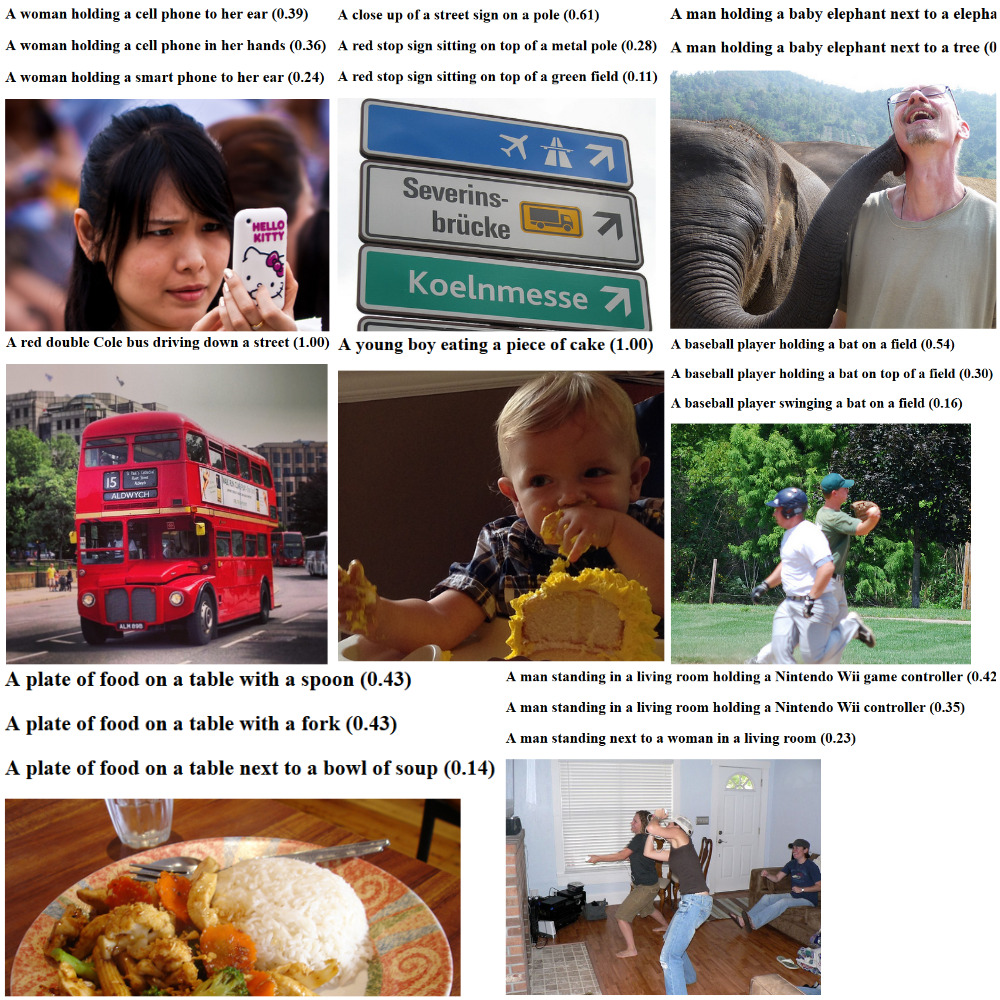 A woman holding a cell phone to her ear (0.39)
A woman holding a cell phone in her hands (0.36)
A woman holding a smart phone to her ear (0.24)
HELLO
KITTY
A close up of a street sign on a pole (0.61)
A red stop sign sitting on top of a metal pole (0.28)
A red stop sign sitting on top of a green field (0.11)
Severins-
brücke
Koelnmesse
A man holding a baby elephant next to a elepha
A man holding a baby elephant next to a tree (0
A red double Cole bus driving down a street (1.00)
15
ALDWYCH
A young boy eating a piece of cake (1.00)
A baseball player holding a bat on a field (0.54)
A baseball player holding a bat on top of a field (0.30)
A baseball player swinging a bat on a field (0.16)
A plate of food on a table with a spoon (0.43)
A plate of food on a table with a fork (0.43)
A plate of food on a table next to a bowl of soup (0.14)
A man standing in a living room holding a Nintendo Wii game controller (0.42
A man standing in a living room holding a Nintendo Wii controller (0.35)
A man standing next to a woman in a living room (0.23)